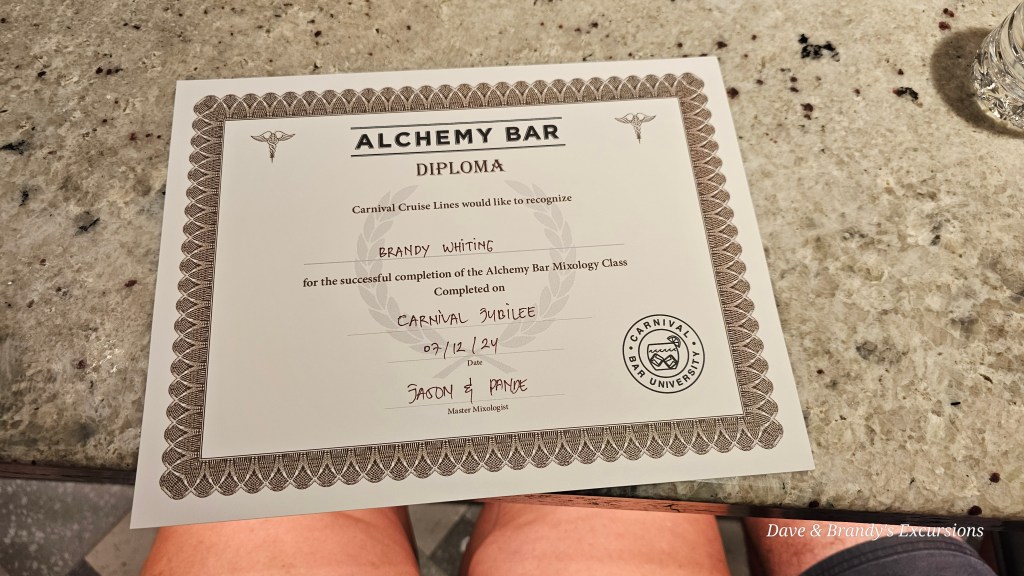 ALCHEMY BAR
DIPLOMA
Carnival Cruise Lines would like to recognize
BRANDY WHITING
for the successful completion of the Alchemy Bar Mixology Class
Completed on
CARNIVAL JUBILEE
07/12/24
Date
JASON & PANDE
Master Mixologist
CARNIVAL
BAR UNIVERSITY
Dave & Brandy's Excursions